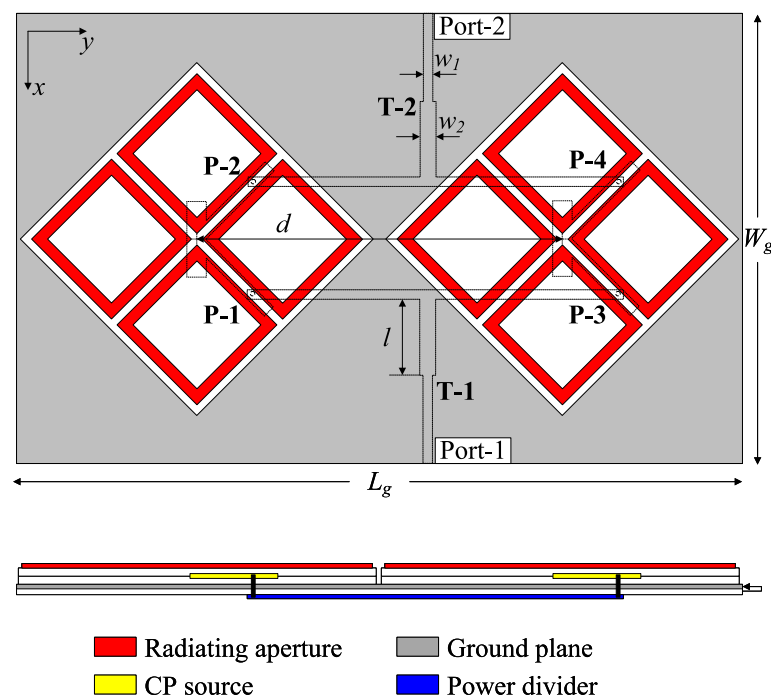 Port-2
y
x
w1
T-2
w2
P-2
P-4
d
Wg
P-1
P-3
l
T-1
Port-1
Lg
Radiating aperture
Ground plane
CP source
Power divider